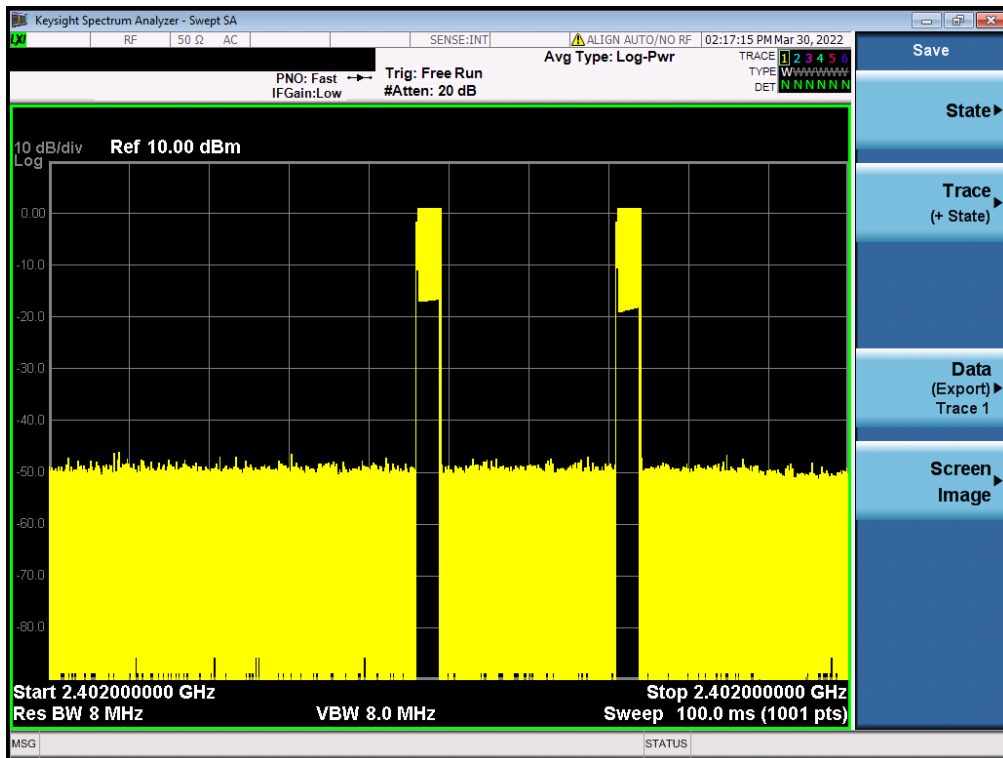 Keysight Spectrum Analyzer - Swept SA
LXI RF 50 Ω AC SENSE:INT ALIGN AUTO/NO RF 02:17:15 PM Mar 30, 2022
Save
Avg Type: Log-Pwr TRACE 1 2 3 4 5 6
PNO: Fast Trig: Free Run TYPE WWWWWW
IFGain:Low #Atten: 20 dB DET N N N N N N
State
10 dB/div Ref 10.00 dBm
Log
Trace
(+ State)
0.00
-10.0
-20.0
-30.0
-40.0
-50.0
-60.0
-70.0
-80.0
Data
(Export)
Trace 1
Screen
Image
Start 2.402000000 GHz Stop 2.402000000 GHz
Res BW 8 MHz VBW 8.0 MHz Sweep 100.0 ms (1001 pts)
MSG STATUS